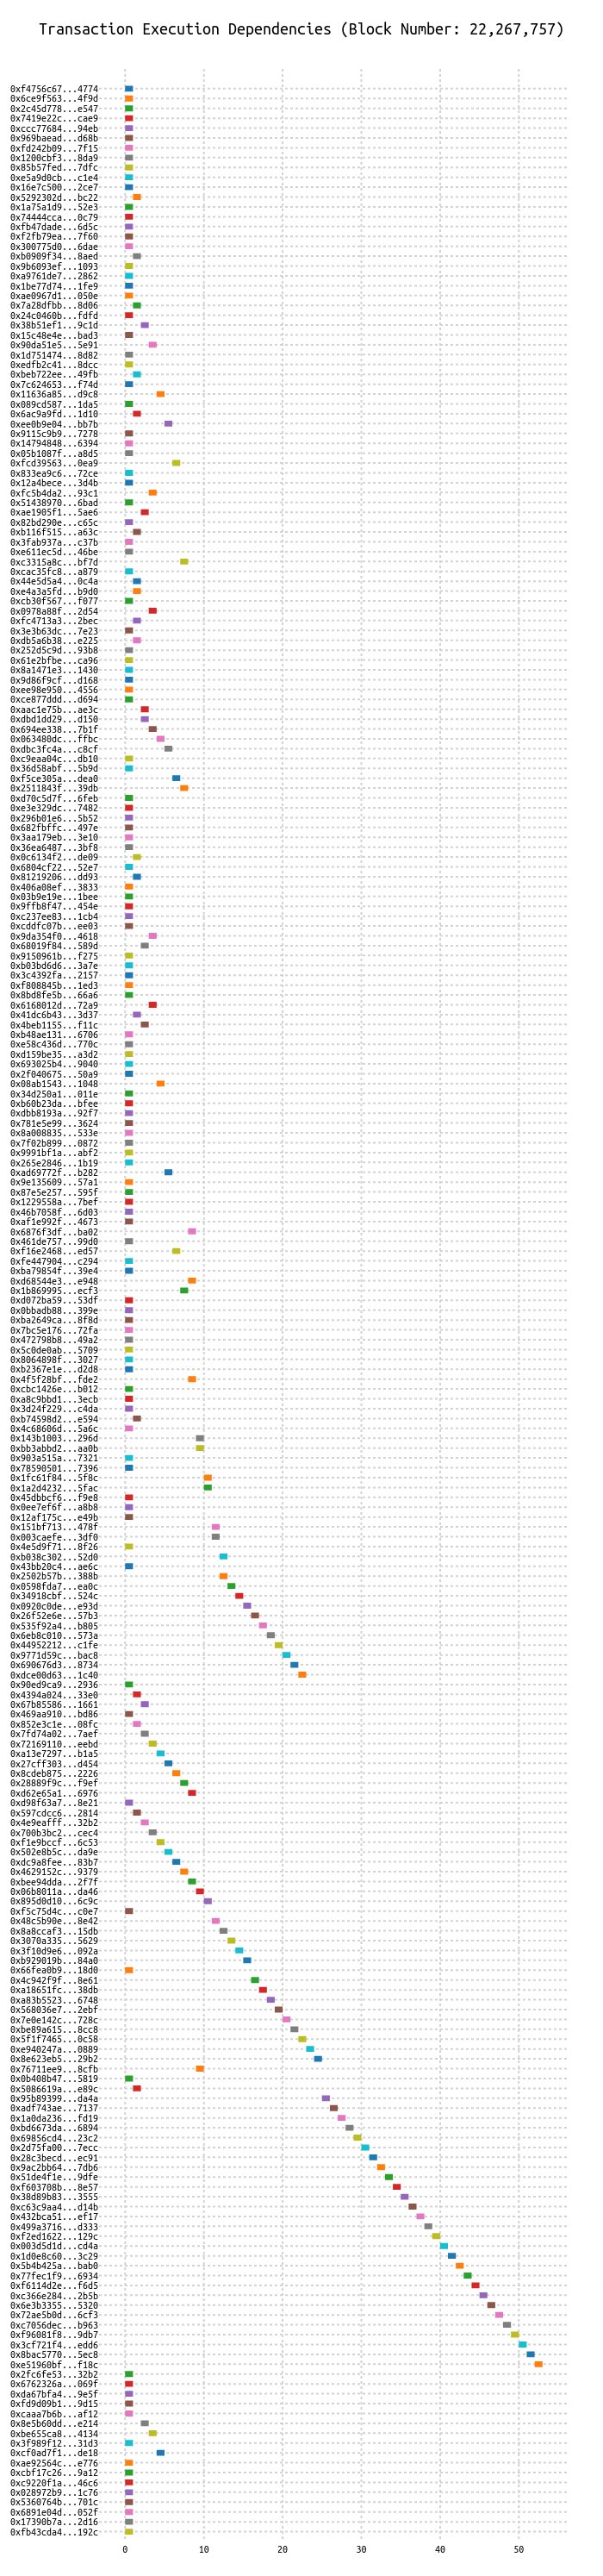 Transaction Execution Dependencies (Block Number: 22,267,757)
0xf4756c67...4774
0x6ce9f563...4f9d
0x2c45d778...e547
0x7419e22c...cae9
0xccc77684...94eb
0x969baead...d68b
0xfd242b09...7f15
0x1200cbf3...8da9
0x85b57fed...7dfc
0xe5a9d0cb...c1e4
0x16e7c500...2ce7
0x5292302d...bc22
0x1a75a1d9...52e3
0x74444cca...0c79
0xfb47dade...6d5c
0xf2fb79ea...7f60
0x300775d0...6dae
0xb0909f34...8aed
0x9b6093ef...1093
0xa9761de7...2862
0x1be77d74...1fe9
0xae0967d1...050e
0x7a28dfbb...8d06
0x24c0460b...fdfd
0x38b51ef1...9c1d
0x15c48e4e...bad3
0x90da51e5...5e91
0x1d751474...8d82
0xedfb2c41...8dcc
0xbeb722ee...49fb
0x7c624653...f74d
0x11636a85...d9c8
0x089cd587...1da5
0x6ac9a9fd...1d10
0xee0b9e04...bb7b
0x9115c9b9...7278
0x14794848...6394
0x05b1087f...a8d5
0xfcd39563...0ea9
0x833ea9c6...72ce
0x12a4bece...3d4b
0xfc5b4da2...93c1
0x51438970...6bad
0xae1905f1...5ae6
0x82bd290e...c65c
0xb116f515...a63c
0x3fab937a...c37b
0xe611ec5d...46be
0xc3315a8c...bf7d
0xcac35fc8...a879
0x44e5d5a4...0c4a
0xe4a3a5fd...b9d0
0xcb30f567...f077
0x0978a88f...2d54
0xfc4713a3...2bec
0x3e3b63dc...7e23
0xdb5a6b38...e225
0x252d5c9d...93b8
0x61e2bfbe...ca96
0x8a1471e3...1430
0x9d86f9cf...d168
0xee98e950...4556
0xce877ddd...d694
0xaac1e75b...ae3c
0xdbd1dd29...d150
0x694ee338...7b1f
0x063480dc...ffbc
0xdbc3fc4a...c8cf
0xc9eaa04c...db10
0x36d58abf...5b9d
0xf5ce305a...dea0
0x2511843f...39db
0xd70c5d7f...6feb
0xe3e329dc...7482
0x296b01e6...5b52
0x682fbffc...497e
0x3aa179eb...3e10
0x36ea6487...3bf8
0x0c6134f2...de09
0x6804cf22...52e7
0x81219206...dd93
0x406a08ef...3833
0x03b9e19e...1bee
0x9ffb8f47...454e
0xc237ee83...1cb4
0xcddfc07b...ee03
0x9da354f0...4618
0x68019f84...589d
0x9150961b...f275
0xb03bd6d6...3a7e
0x3c4392fa...2157
0xf808845b...1ed3
0x8bd8fe5b...66a6
0x6168012d...72a9
0x41dc6b43...3d37
0x4beb1155...f11c
0xb48ae131...6706
0xe58c436d...770c
0xd159be35...a3d2
0x693025b4...9040
0x2f040675...50a9
0x08ab1543...1048
0x34d250a1...011e
0xb60b23da...bfee
0xdbb8193a...92f7
0x781e5e99...3624
0x8a008835...533e
0x7f02b899...0872
0x9991bf1a...abf2
0x265e2846...1b19
0xad69772f...b282
0x9e135609...57a1
0x87e5e257...595f
0x1229558a...7bef
0x46b7058f...6d03
0xaf1e992f...4673
0x6876f3df...ba02
0x461de757...99d0
0xf16e2468...ed57
0xfe447904...c294
0xba79854f...39e4
0xd68544e3...e948
0x1b869995...ecf3
0xd072ba59...53df
0x0bbadb88...399e
0xba2649ca...8f8d
0x7bc5e176...72fa
0x472798b8...49a2
0x5c0de0ab...5709
0x8064898f...3027
0xb2367e1e...d2d8
0x4f5f28bf...fde2
0xcbc1426e...b012
0xa8c9bbd1...3ecb
0x3d24f229...c4da
0xb74598d2...e594
0x4c68606d...5a6c
0x143b1003...296d
0xbb3abbd2...aa0b
0x903a515a...7321
0x78590501...7396
0x1fc61f84...5f8c
0x1a2d4232...5fac
0x45dbbcf6...f9e8
0x0ee7ef6f...a8b8
0x12af175c...e49b
0x151bf713...478f
0x003caefe...3df0
0x4e5d9f71...8f26
0xb038c302...52d0
0x43bb20c4...ae6c
0x2502b57b...388b
0x0598fda7...ea0c
0x34918cbf...524c
0x0920c0de...e93d
0x26f52e6e...57b3
0x535f92a4...b805
0x6eb8c010...573a
0x44952212...c1fe
0x9771d59c...bac8
0x690676d3...8734
0xdce00d63...1c40
0x90ed9ca9...2936
0x4394a024...33e0
0x67b85586...1661
0x469aa910...bd86
0x852e3c1e...08fc
0x7fd74a02...7aef
0x72169110...eebd
0xa13e7297...b1a5
0x27cff303...d454
0x8cdeb875...2226
0x28889f9c...f9ef
0xd62e65a1...6976
0xd98f63a7...8e21
0x597cdcc6...2814
0x4e9eafff...32b2
0x700b3bc2...cec4
0xf1e9bccf...6c53
0x502e8b5c...da9e
0xdc9a8fee...83b7
0x4629152c...9379
0xbee94dda...2f7f
0x06b8011a...da46
0x895d0d10...6c9c
0xf5c75d4c...c0e7
0x48c5b90e...8e42
0x8a8ccaf3...15db
0x3070a335...5629
0x3f10d9e6...092a
0xb929019b...84a0
0x66fea0b9...18d0
0x4c942f9f...8e61
0xa18651fc...38db
0xa83b5523...6748
0x568036e7...2ebf
0x7e0e142c...728c
0xbe89a615...8cc8
0x5f1f7465...0c58
0xe940247a...0889
0x8e623eb5...29b2
0x76711ee9...8cfb
0x0b408b47...5819
0x5086619a...e89c
0x95b89399...da4a
0xadf743ae...7137
0x1a0da236...fd19
0xbd6673da...6894
0x69856cd4...23c2
0x2d75fa00...7ecc
0x28c3becd...ec91
0x9ac2bb64...7db6
0x51de4f1e...9dfe
0xf603708b...8e57
0x38d89b83...3555
0xc63c9aa4...d14b
0x432bca51...ef17
0x499a3716...d333
0xf2ed1622...129c
0x003d5d1d...cd4a
0x1d0e8c60...3c29
0x5b4b425a...bab0
0x77fec1f9...6934
0xf6114d2e...f6d5
0xc366e284...2b5b
0x6e3b3355...5320
0x72ae5b0d...6cf3
0xc7056dec...b963
0xf96081f8...9db7
0x3cf721f4...edd6
0x8bac5770...5ec8
0xe51960bf...f18c
0x2fc6fe53...32b2
0x6762326a...069f
0xda67bfa4...9e5f
0xfd9d09b1...9d15
0xcaaa7b6b...af12
0x8e5b60dd...e214
0xbe655ca8...4134
0x3f989f12...31d3
0xcf0ad7f1...de18
0xae92564c...e776
0xcbf17c26...9a12
0xc9220f1a...46c6
0x028972b9...1c76
0x5360764b...701c
0x6891e04d...052f
0x17390b7a...2d16
0xfb43cda4...192c
0 10 20 30 40 50